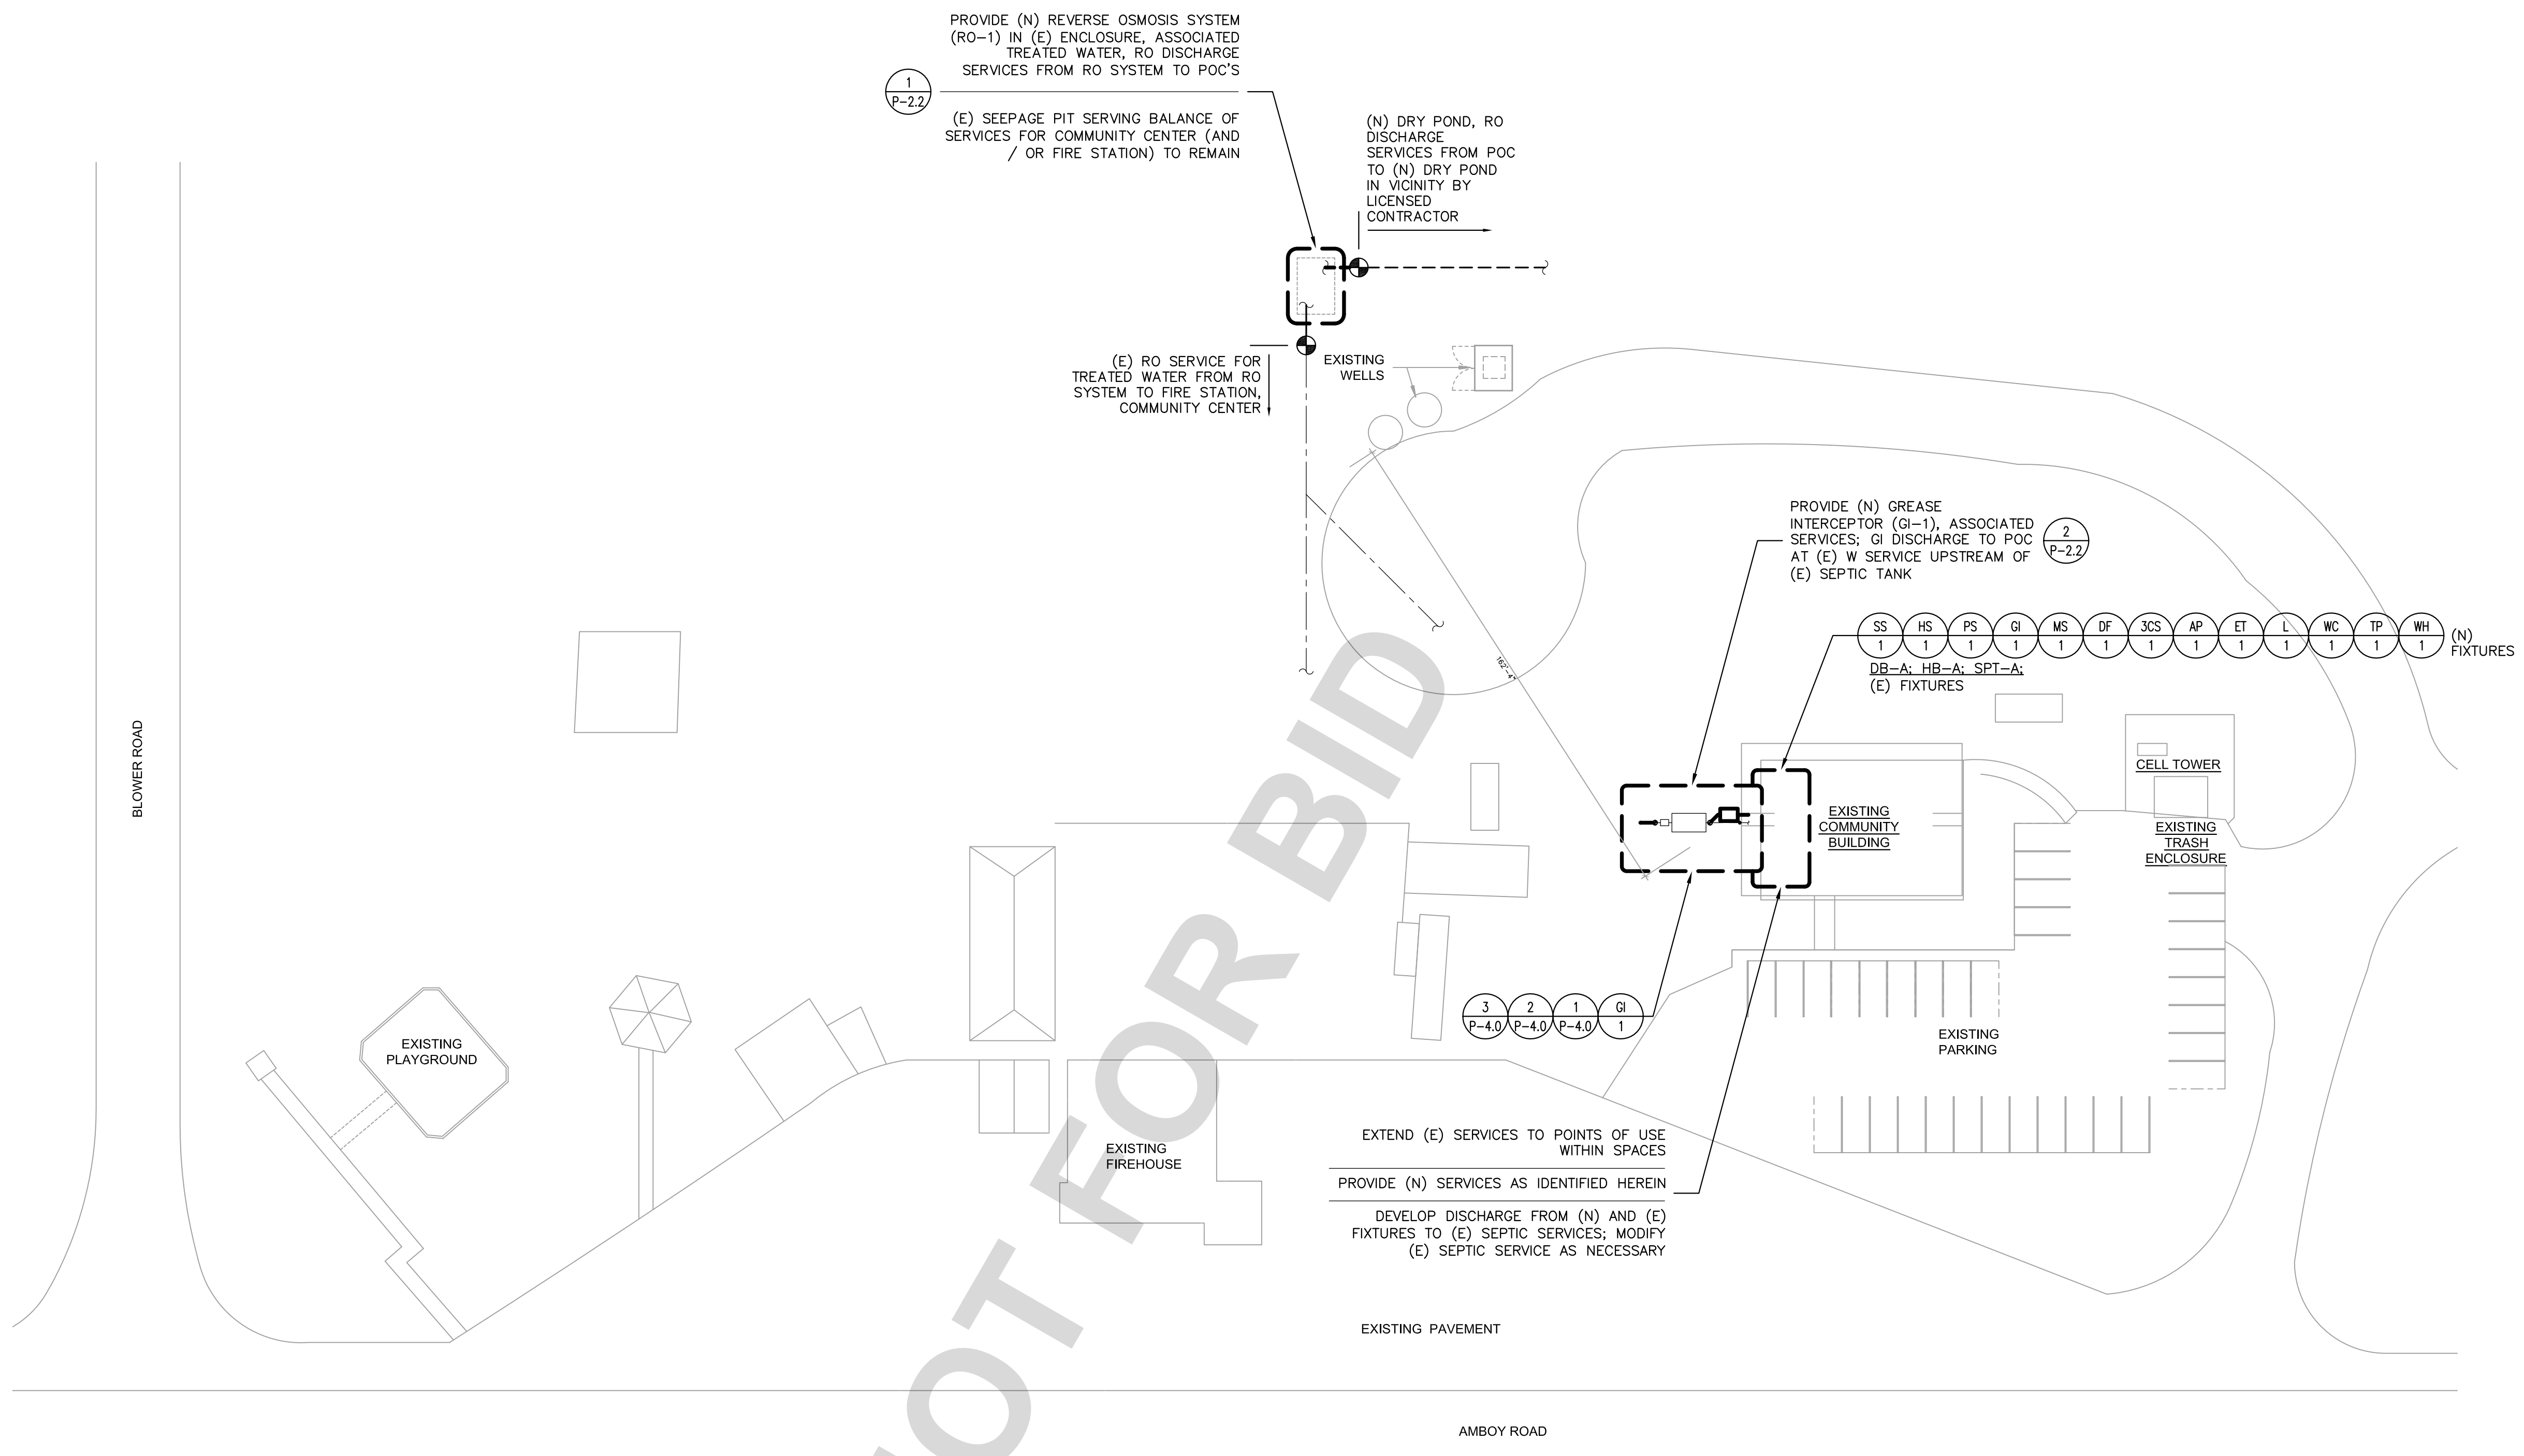 PROVIDE (N) REVERSE OSMOSIS SYSTEM
(RO-1) IN (E) ENCLOSURE, ASSOCIATED
TREATED WATER, RO DISCHARGE
SERVICES FROM RO SYSTEM TO POC'S
1
P-2.2
(E) SEEPAGE PIT SERVING BALANCE OF
SERVICES FOR COMMUNITY CENTER (AND
/ OR FIRE STATION) TO REMAIN
(N) DRY POND, RO
DISCHARGE
SERVICES FROM POC
TO (N) DRY POND
IN VICINITY BY
LICENSED
CONTRACTOR
(E) RO SERVICE FOR
TREATED WATER FROM RO
SYSTEM TO FIRE STATION,
COMMUNITY CENTER
EXISTING
WELLS
PROVIDE (N) GREASE
INTERCEPTOR (GI-1), ASSOCIATED
SERVICES; GI DISCHARGE TO POC
AT (E) W SERVICE UPSTREAM OF
(E) SEPTIC TANK
2
P-2.2
SS HS PS GI MS DF 3CS AP ET L WC TP WH
1 1 1 1 1 1 1 1 1 1 1 1 1
(N)
FIXTURES
DB-A; HB-A; SPT-A;
(E) FIXTURES
162'-4"
BLOWER ROAD
CELL TOWER
EXISTING
COMMUNITY
BUILDING
EXISTING
TRASH
ENCLOSURE
3 2 1 GI
P-4.0 P-4.0 P-4.0 1
EXISTING
PLAYGROUND
EXISTING
PARKING
EXISTING
FIREHOUSE
EXTEND (E) SERVICES TO POINTS OF USE
WITHIN SPACES
PROVIDE (N) SERVICES AS IDENTIFIED HEREIN
DEVELOP DISCHARGE FROM (N) AND (E)
FIXTURES TO (E) SEPTIC SERVICES; MODIFY
(E) SEPTIC SERVICE AS NECESSARY
EXISTING PAVEMENT
AMBOY ROAD
NOT FOR BID